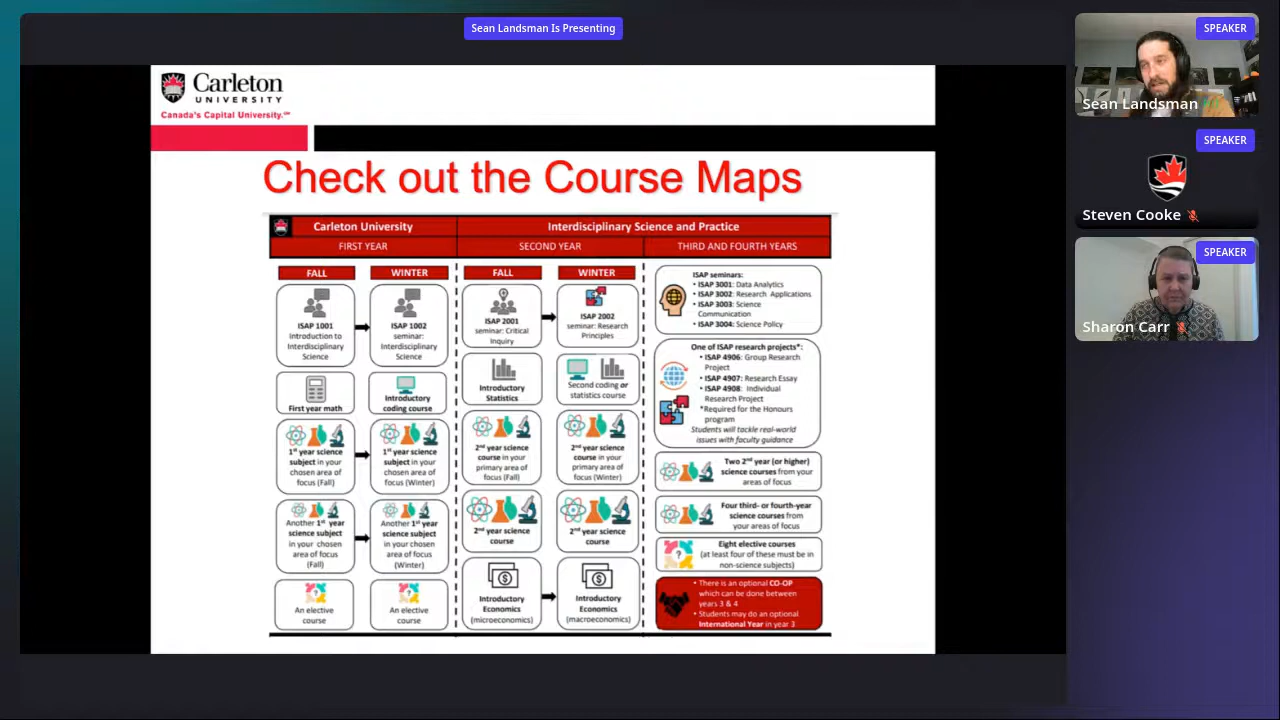 Sean Landsman Is Presenting
SPEAKER
Sean Landsman
SPEAKER
Steven Cooke
SPEAKER
Sharon Carr
Carleton
UNIVERSITY
Canada's Capital University.
Check out the Course Maps
Carleton University
Interdisciplinary Science and Practice
FIRST YEAR
SECOND YEAR
THIRD AND FOURTH YEARS
FALL
WINTER
FALL
WINTER
ISAP 1001
Introduction to
Interdisciplinary
Science
ISAP 1002
seminar:
Interdisciplinary
Science
ISAP 2001
seminar: Critical
Inquiry
ISAP 2002
seminar: Research
Principles
First year math
Introductory
coding course
Introductory
Statistics
Second coding or
statistics course
1st year science
subject in your
chosen area of
focus (Fall)
1st year science
subject in your
chosen area of
focus (Winter)
2nd year science
course in your
primary area of
focus (Fall)
2nd year science
course in your
primary area of
focus (Winter)
Another 1st year
science subject
in your chosen
area of focus
(Fall)
Another 1st year
science subject
in your chosen
area of focus
(Winter)
2nd year science
course
2nd year science
course
An elective
course
An elective
course
Introductory
Economics
(microeconomics)
Introductory
Economics
(macroeconomics)
ISAP seminars:
• ISAP 3001: Data Analytics
• ISAP 3002: Research Applications
• ISAP 3003: Science
Communication
• ISAP 3004: Science Policy
One of ISAP research projects*:
• ISAP 4906: Group Research
Project
• ISAP 4907: Research Essay
• ISAP 4908: Individual
Research Project
*Required for the Honours
program
Students will tackle real-world
issues with faculty guidance
Two 2nd year (or higher)
science courses from your
areas of focus
Four third- or fourth-year
science courses from
your areas of focus
Eight elective courses
(at least four of these must be in
non-science subjects)
• There is an optional CO-OP
which can be done between
years 3 & 4
• Students may do an optional
International Year in year 3